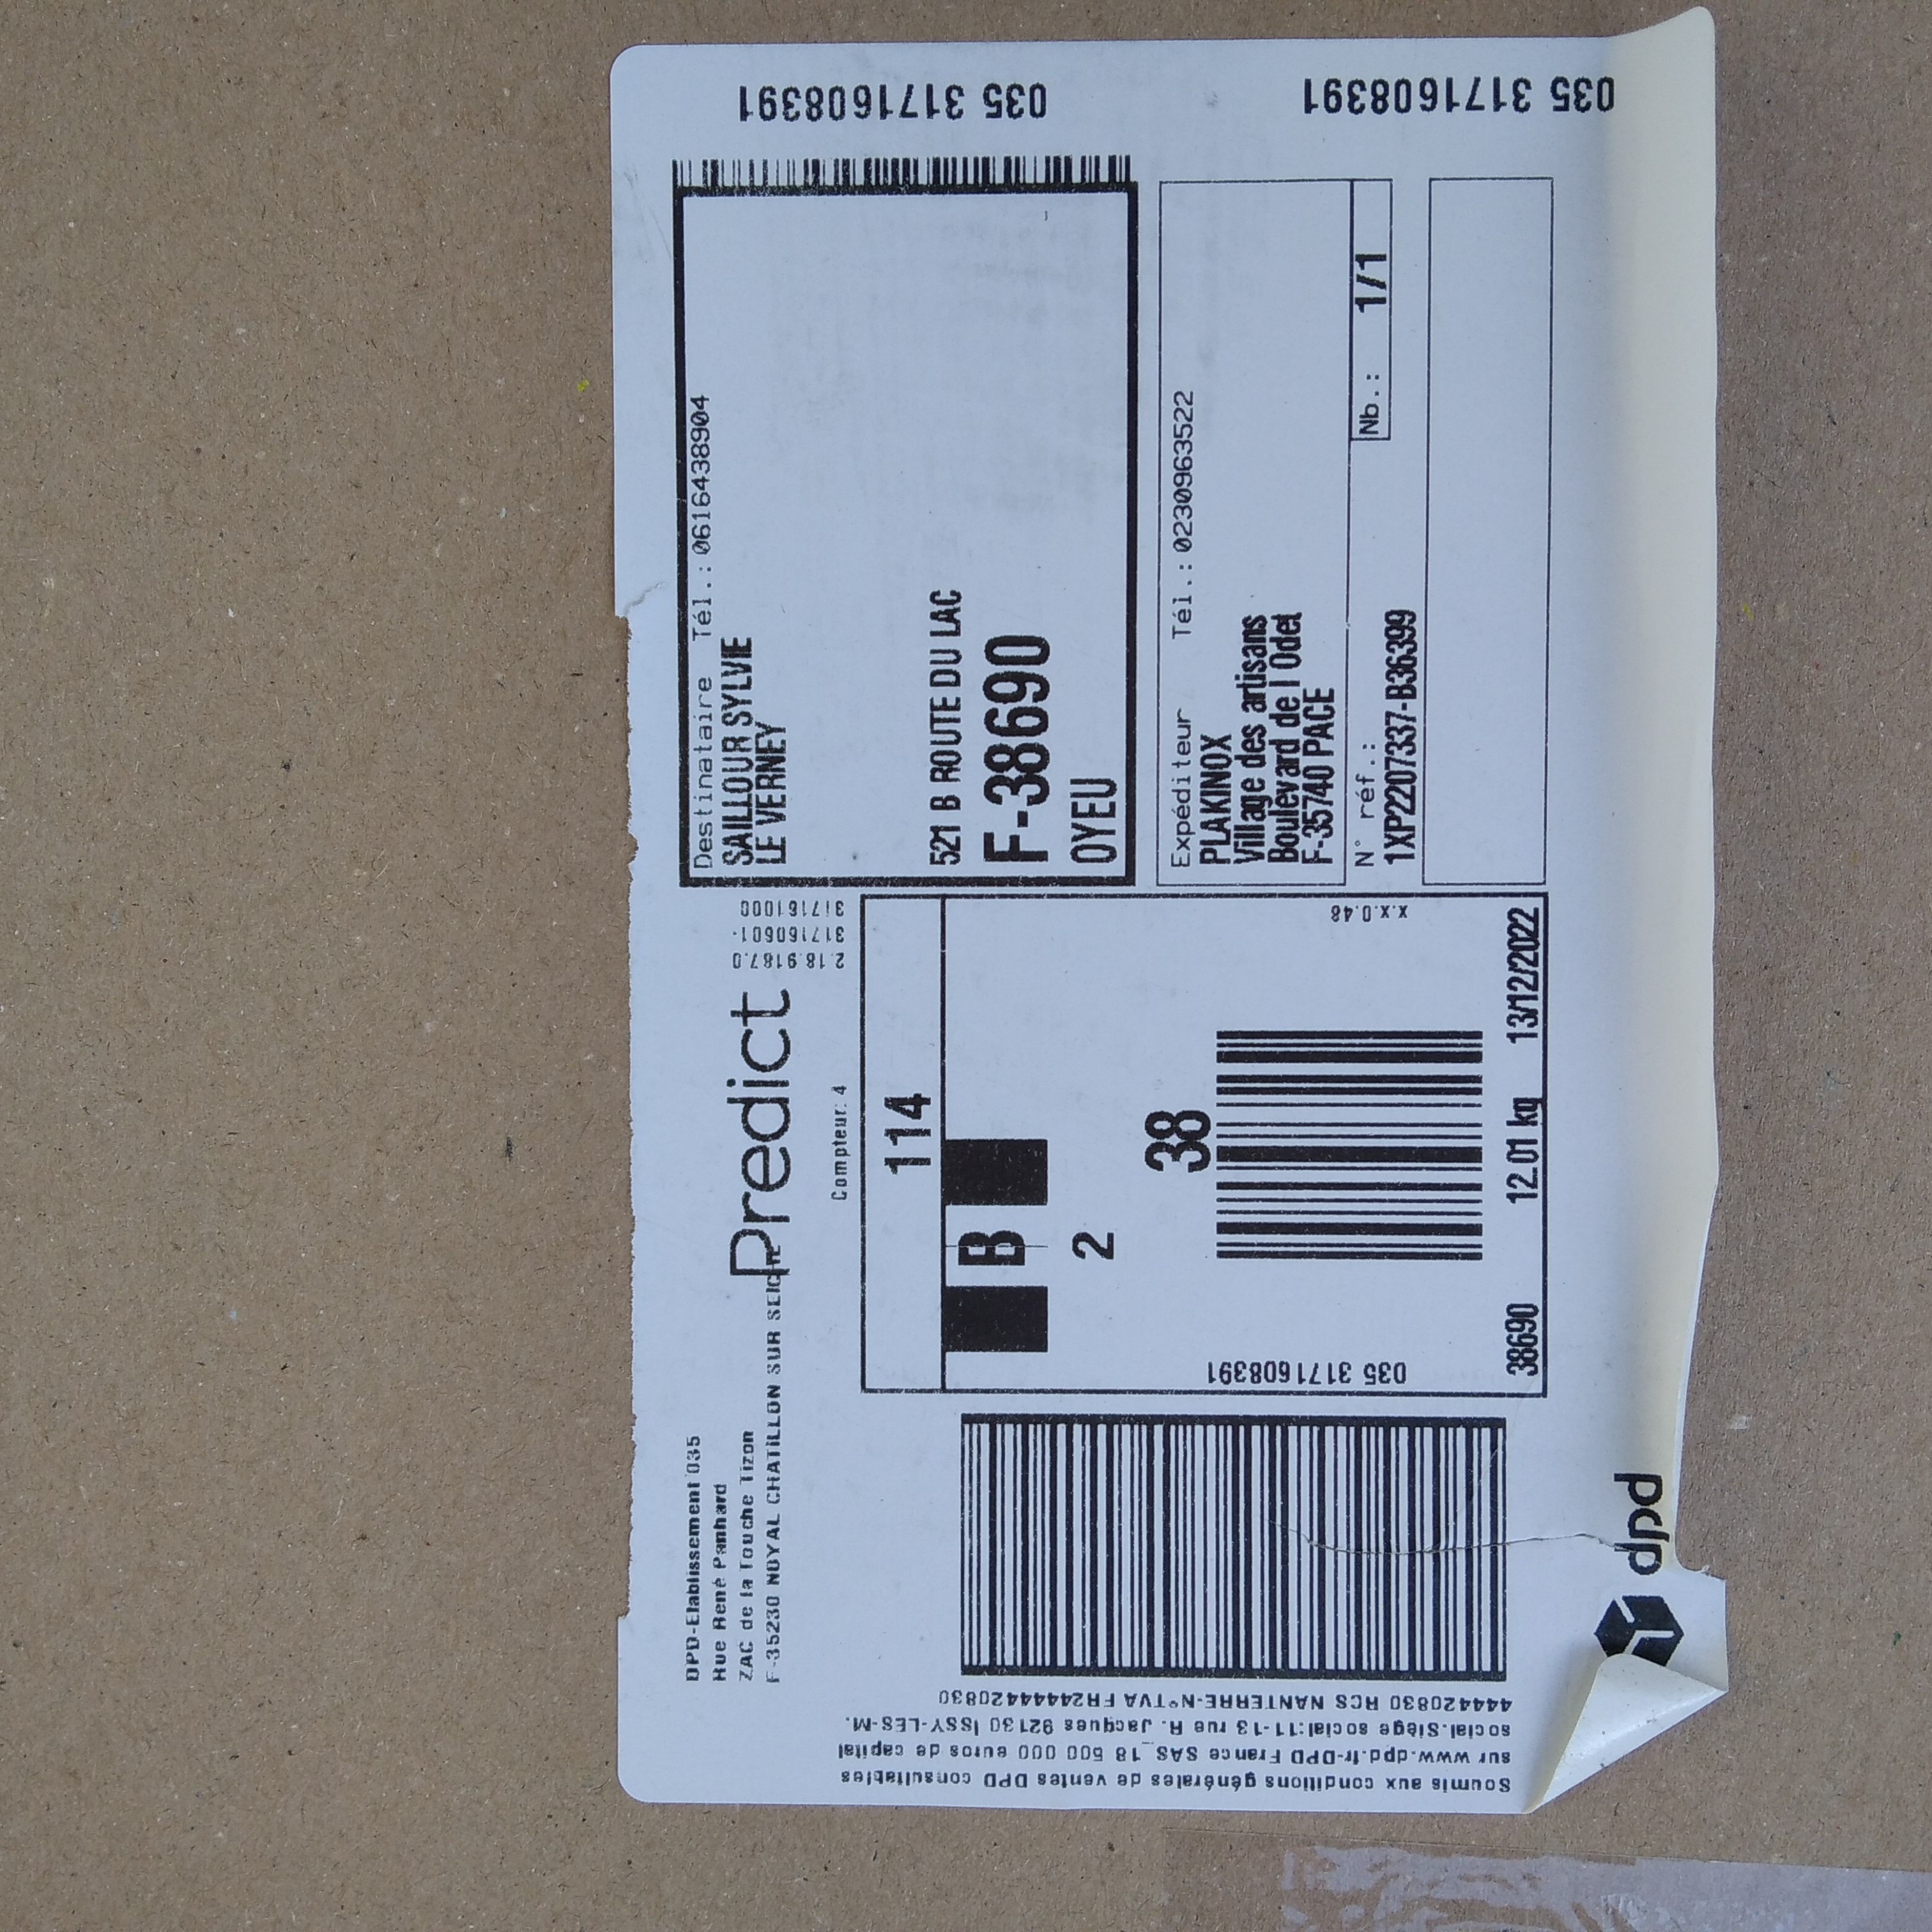 035 3171608391
035 3171608391
Destinataire Tél.: 0616438904
SAILLOUR SYLVIE
LE VERNEY
521 B ROUTE DU LAC
F-38690
OYEU
Expéditeur Tél.: 0230963522
PLAKINOX
Village des artisans
Boulevard de l Odet
F-35740 PACE
Nb.: 1/1
N° réf.:
1XP2207337-B36399
DPD-Etablissement 035
Rue René Panhard
ZAC de la Touche Tizon
F-35230 NOYAL CHATILLON SUR SEICHE
Predict
2.18.9187.0
317160601-
317161000
Compteur: 4
114
B
2
38
035 3171608391
x.x.0.48
38690 12.01 kg 13/12/2022
Soumis aux conditions générales de ventes DPD consultables
sur www.dpd.fr-DPD France SAS_18 500 000 euros de capital
social.Siège social:11-13 rue R. Jacques 92130 ISSY-LES-M.
444420830 RCS NANTERRE-N°TVA FR24444420830
dpd